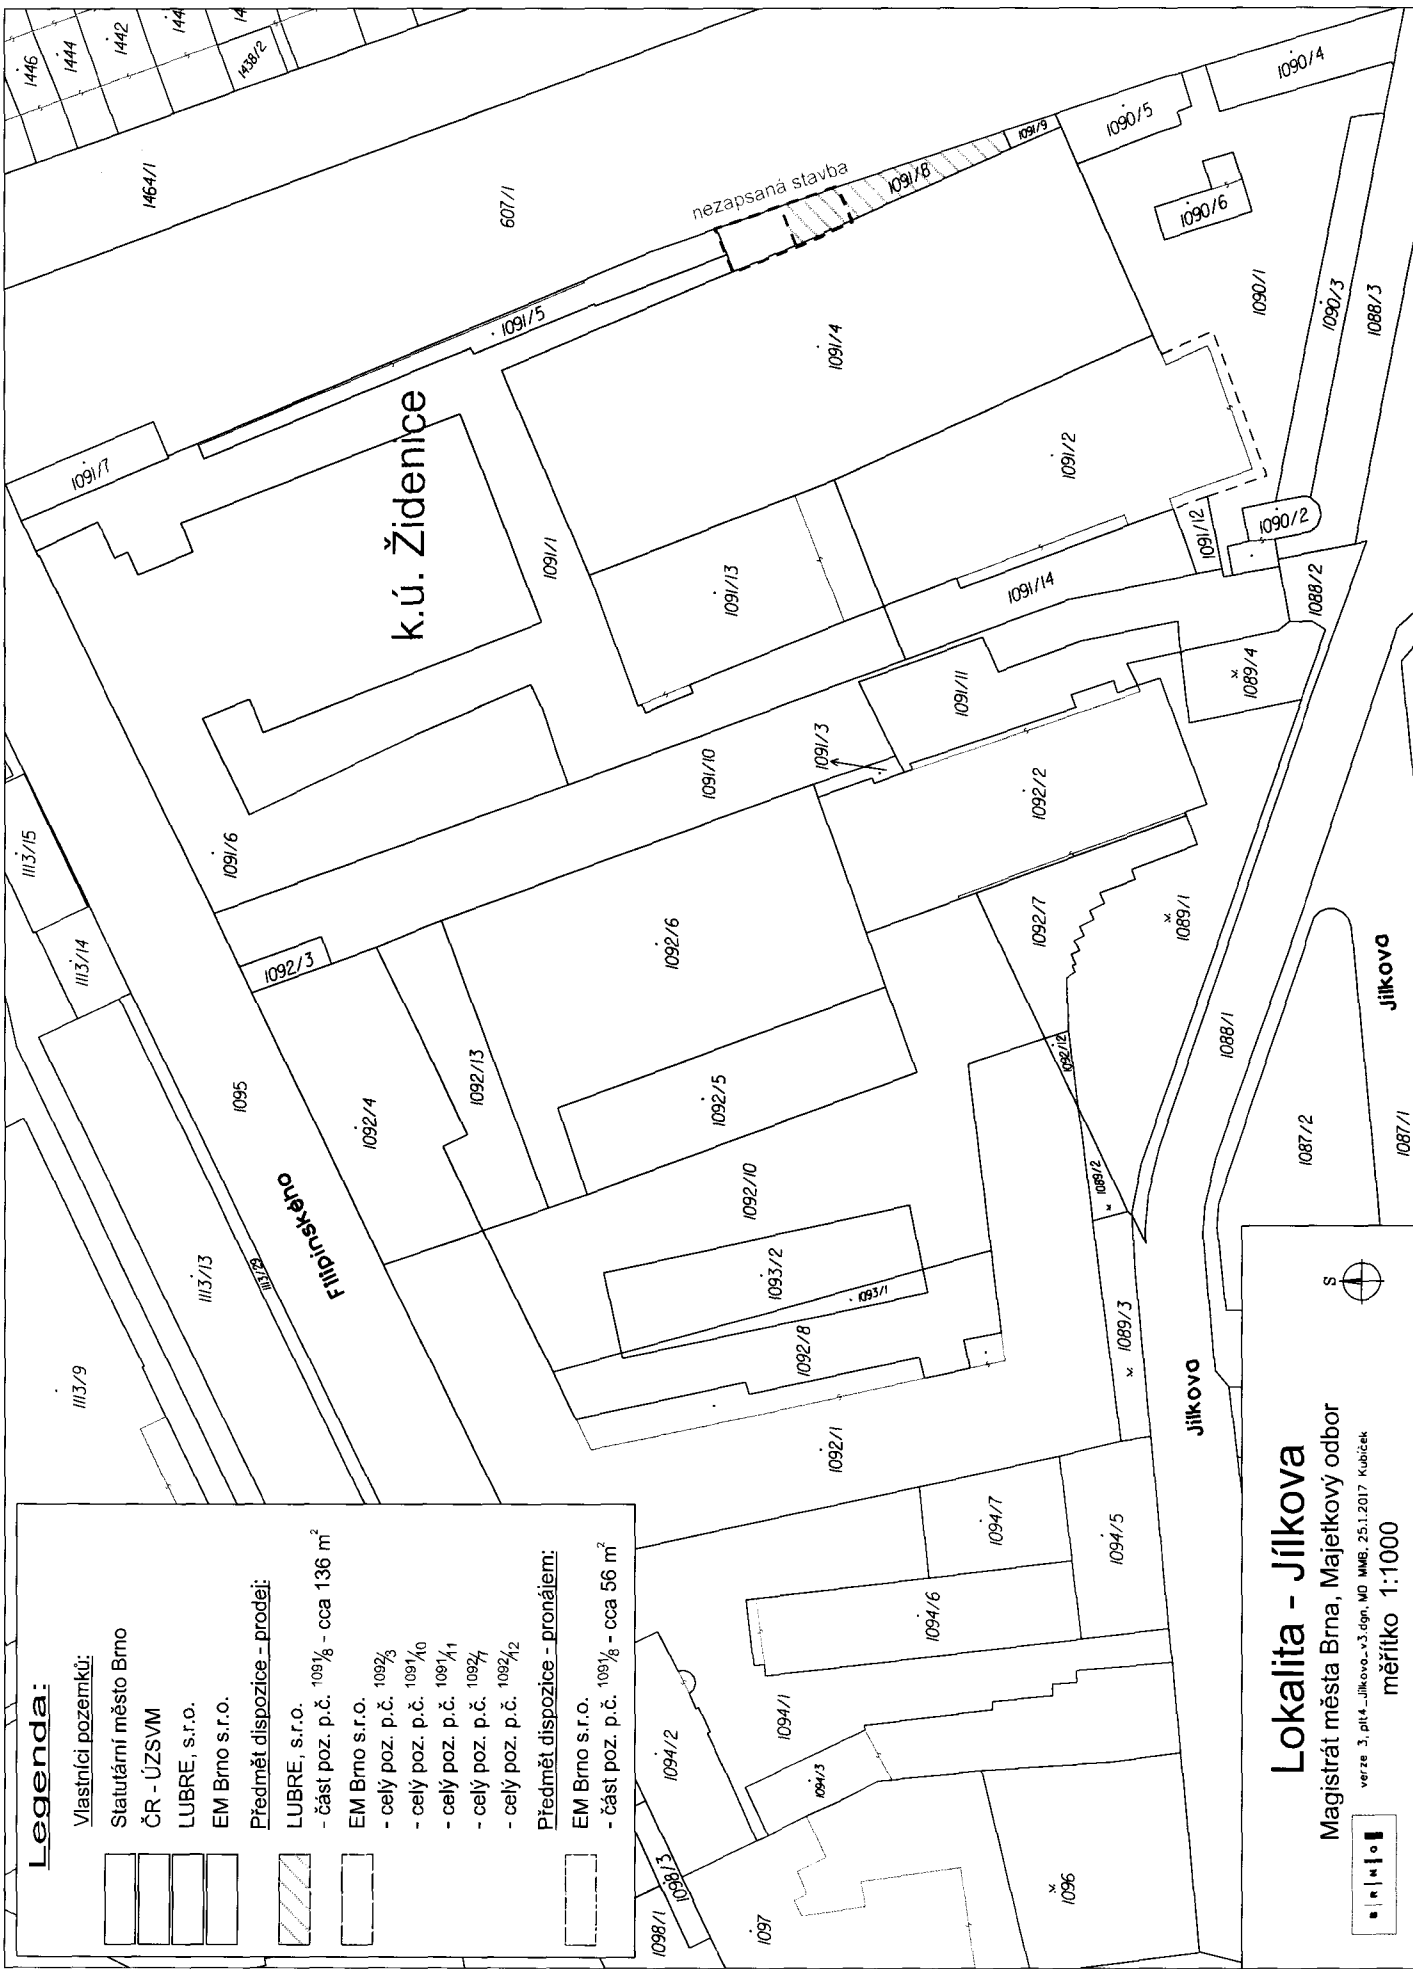 Legenda:
Vlastníci pozemků:
Statutární město Brno
ČR - ÚZSVM
LUBRE, s.r.o.
EM Brno s.r.o.
Předmět dispozice - prodej:
LUBRE, s.r.o.
- část poz. p.č. 1091/8 - cca 136 m²
EM Brno s.r.o.
- celý poz. p.č. 1092/3
- celý poz. p.č. 1091/10
- celý poz. p.č. 1091/11
- celý poz. p.č. 1092/7
- celý poz. p.č. 1092/12
Předmět dispozice - pronájem:
EM Brno s.r.o.
- část poz. p.č. 1091/8 - cca 56 m²
k.ú. Židenice
nezapsaná stavba
Filipínského
Jílkova
Jílkova
1446
1444
1442
1438/2
1464/1
607/1
1091/7
1091/5
1091/8
1091/9
1090/5
1090/4
1090/6
1090/1
1090/3
1088/3
1091/4
1091/2
1091/1
1091/13
1091/14
1091/12
1090/2
1088/2
1089/4
1091/11
1091/3
1091/10
1091/6
1092/2
1092/7
1089/1
1092/6
1092/3
1092/13
1092/4
1092/5
1092/10
1092/12
1089/2
1089/3
1088/1
1087/2
1087/1
1093/2
1093/1
1092/8
1092/1
1095
1113/15
1113/14
1113/13
1113/29
1113/9
1094/7
1094/5
1094/6
1094/1
1094/2
1094/3
1098/3
1098/1
1097
1096
S
Lokalita - Jílkova
Magistrát města Brna, Majetkový odbor
verze 3, plt4_Jilkova_v3.dgn, MO MMB, 25.1.2017 Kubíček
měřítko 1:1000
B R N O